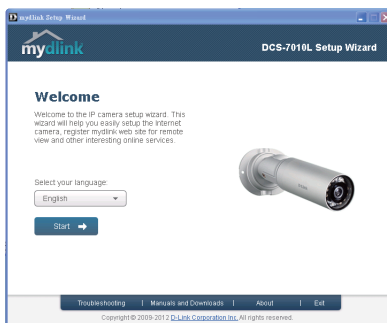 mydlink Setup Wizard
mydlink
DCS-7010L Setup Wizard
Welcome
Welcome to the IP camera setup wizard. This
wizard will help you easily setup the Internet
camera, register mydlink web site for remote
view and other interesting online services.
Select your language:
English
Start
Troubleshooting | Manuals and Downloads | About | Exit
Copyright © 2009-2012 D-Link Corporation Inc. All rights reserved.